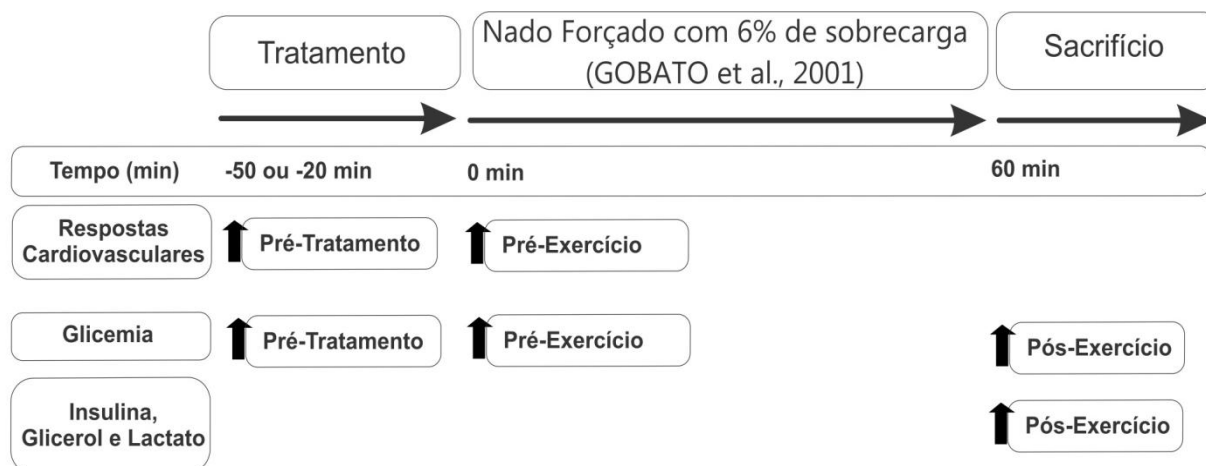 Tratamento
Nado Forçado com 6% de sobrecarga
(GOBATO et al., 2001)
Sacrifício
Tempo (min) -50 ou -20 min 0 min 60 min
Respostas
Cardiovasculares
Pré-Tratamento Pré-Exercício
Glicemia Pré-Tratamento Pré-Exercício Pós-Exercício
Insulina,
Glicerol e Lactato Pós-Exercício